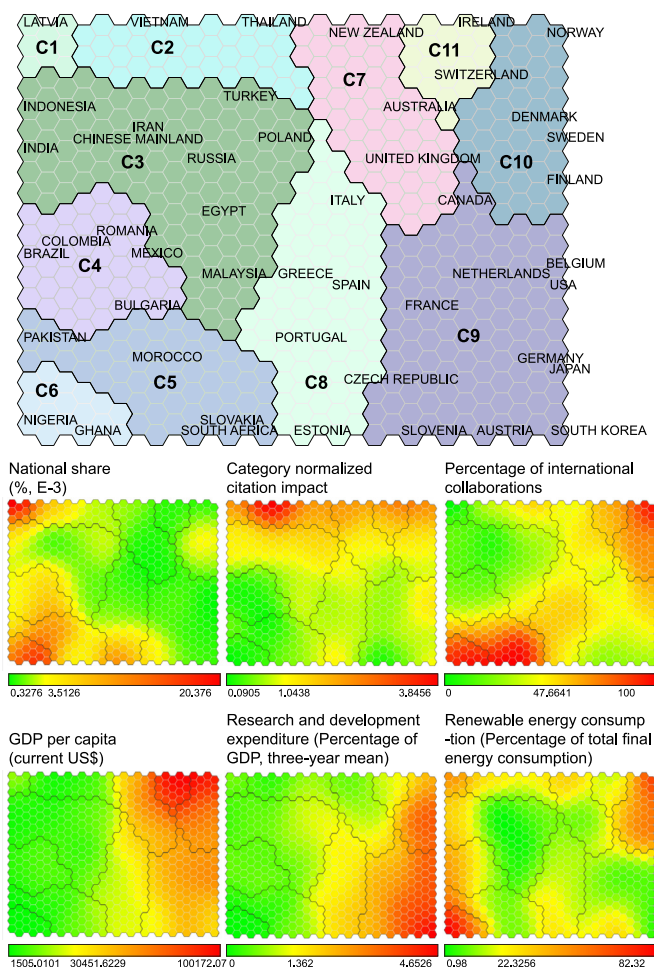 LATVIA VIETNAM THAILAND IRELAND
C1 C2 NEW ZEALAND C11 NORWAY
C7 SWITZERLAND
INDONESIA TURKEY AUSTRALIA
DENMARK
IRAN
CHINESE MAINLAND POLAND SWEDEN
INDIA C3 RUSSIA UNITED KINGDOM C10
FINLAND
ITALY CANADA
EGYPT
ROMANIA
COLOMBIA
BRAZIL C4 MEXICO BELGIUM
MALAYSIA GREECE NETHERLANDS
SPAIN USA
BULGARIA FRANCE
PAKISTAN PORTUGAL C9
MOROCCO GERMANY
C6 C5 C8 CZECH REPUBLIC JAPAN
NIGERIA SLOVAKIA
GHANA SOUTH AFRICA ESTONIA SLOVENIA AUSTRIA SOUTH KOREA
National share
(%, E-3)
Category normalized
citation impact
Percentage of international
collaborations
0.3276 3.5126 20.376
0.0905 1.0438 3.8456
0 47.6641 100
GDP per capita
(current US$)
Research and development
expenditure (Percentage of
GDP, three-year mean)
Renewable energy consump
-tion (Percentage of total final
energy consumption)
1505.0101 30451.6229 100172.07
0 1.362 4.6526
0.98 22.3256 82.32